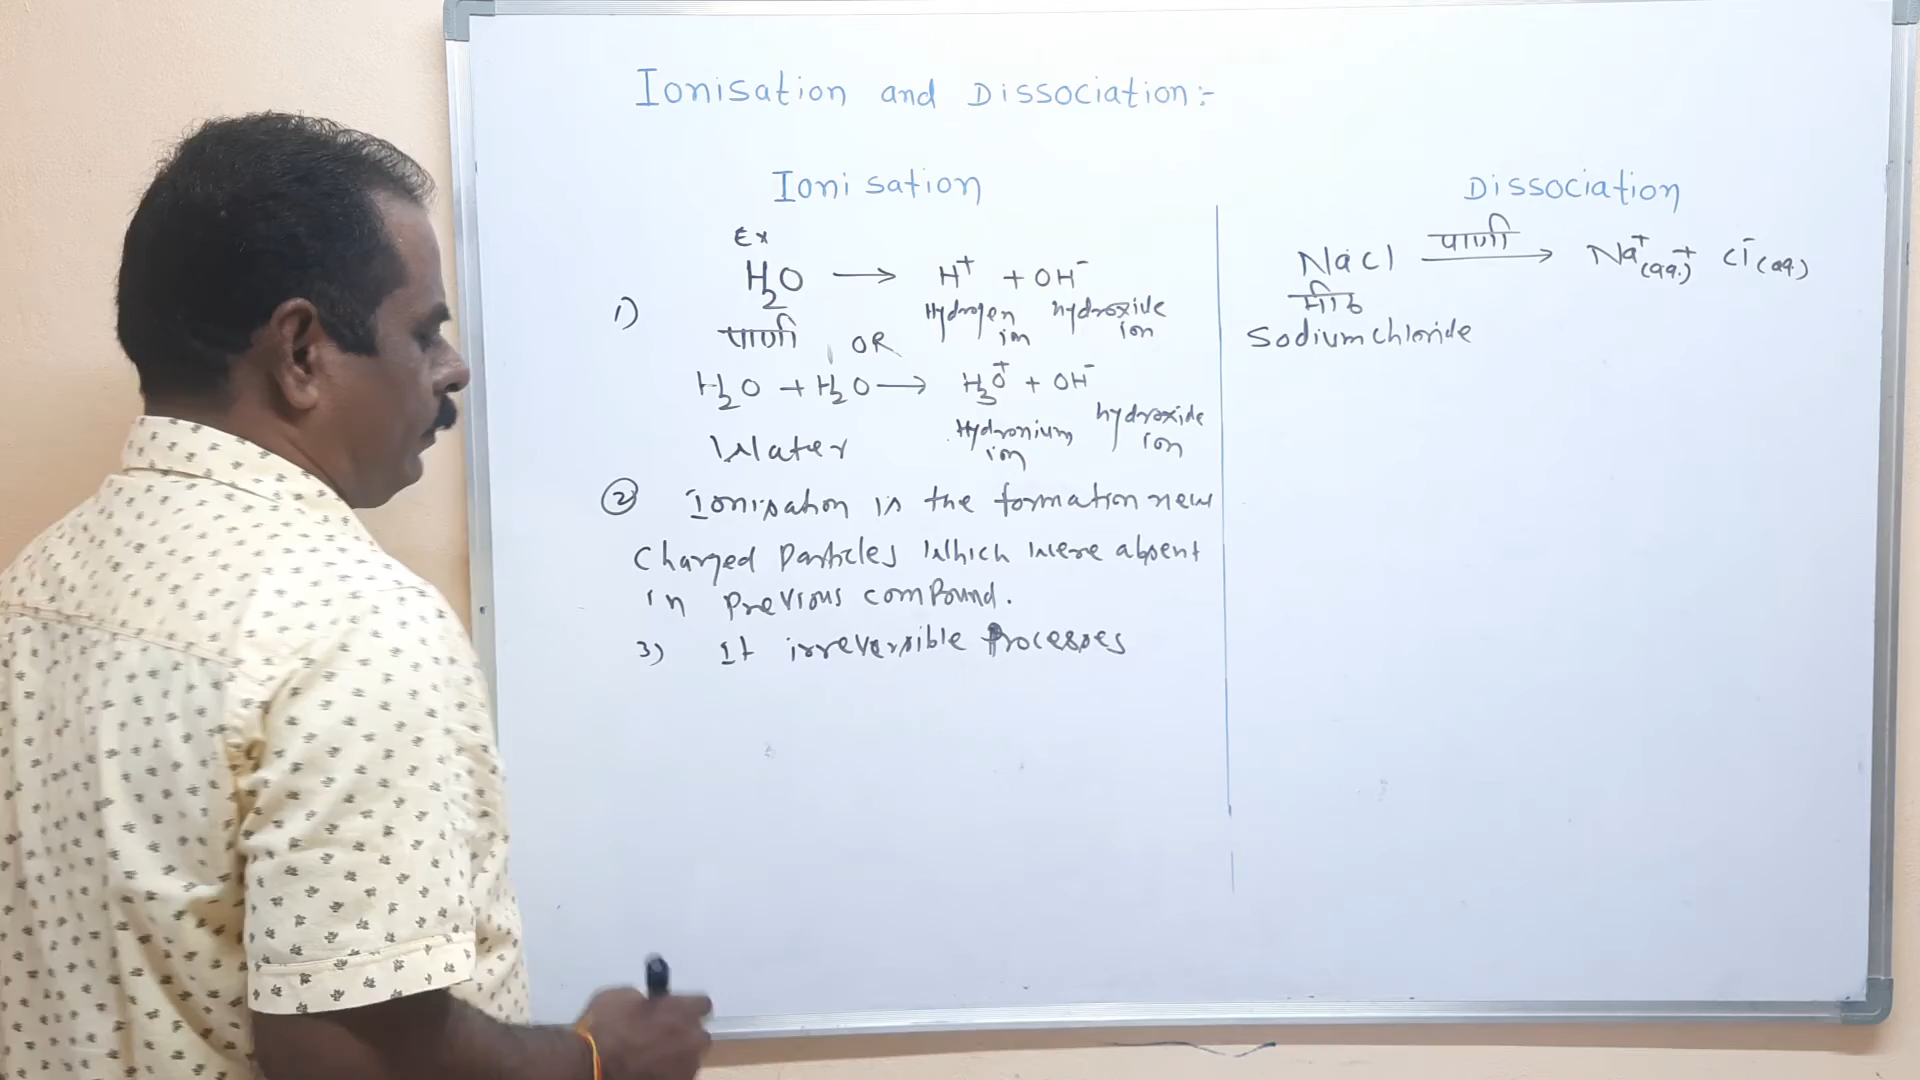 Ionisation and Dissociation:-
Ionisation
Ex
1)
H₂O → H⁺ + OH⁻
पाणी
Hydrogen ion
hydroxide ion
OR
H₂O + H₂O → H₃O⁺ + OH⁻
Water
Hydronium ion
hydroxide ion
② Ionisation is the formation new
charged particles which were absent
in previous compound.
3) It irreversible Processes
Dissociation
NaCl पाणी → Na⁺(aq.) + Cl⁻(aq)
मीठ
Sodium chloride